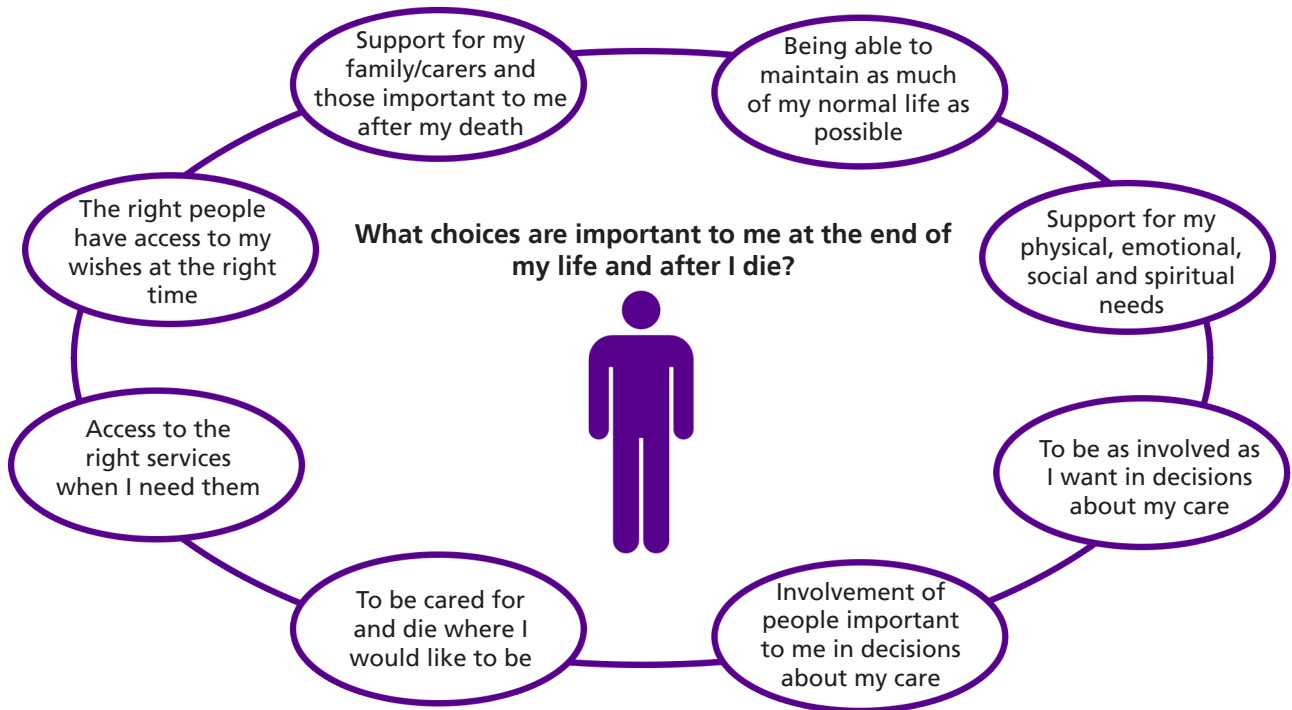 What choices are important to me at the end of
my life and after I die?
Being able to
maintain as much
of my normal life as
possible
Support for my
physical, emotional,
social and spiritual
needs
To be as involved as
I want in decisions
about my care
Involvement of
people important
to me in decisions
about my care
To be cared for
and die where I
would like to be
Access to the
right services
when I need them
The right people
have access to my
wishes at the right
time
Support for my
family/carers and
those important to me
after my death